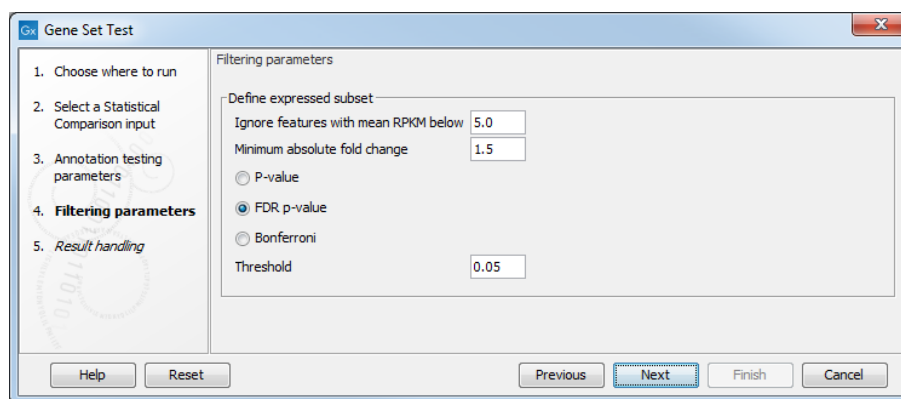 Gx Gene Set Test
1. Choose where to run
2. Select a Statistical
Comparison input
3. Annotation testing
parameters
4. Filtering parameters
5. Result handling
Filtering parameters
Define expressed subset
Ignore features with mean RPKM below 5.0
Minimum absolute fold change 1.5
P-value
FDR p-value
Bonferroni
Threshold 0.05
Help Reset Previous Next Finish Cancel